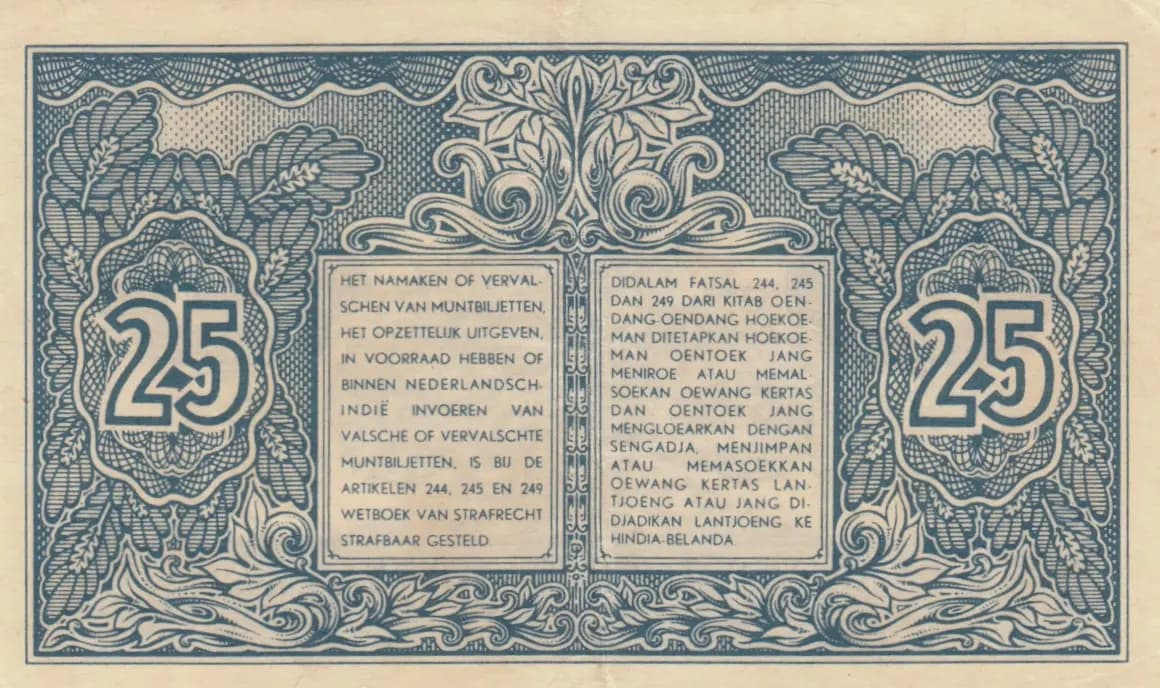 25
HET NAMAKEN OF VERVAL-
SCHEN VAN MUNTBILJETTEN,
HET OPZETTELIJK UITGEVEN,
IN VOORRAAD HEBBEN OF
BINNEN NEDERLANDSCH-
INDIË INVOEREN VAN
VALSCHE OF VERVALSCHTE
MUNTBILJETTEN, IS BIJ DE
ARTIKELEN 244, 245 EN 249
WETBOEK VAN STRAFRECHT
STRAFBAAR GESTELD.
DIDALAM FATSAL 244, 245
DAN 249 DARI KITAB OEN-
DANG-OENDANG HOEKOE-
MAN DITETAPKAN HOEKOE-
MAN OENTOEK JANG
MENIROE ATAU MEMAL-
SOEKAN OEWANG KERTAS
DAN OENTOEK JANG
MENGLOEARKAN DENGAN
SENGADJA, MENJIMPAN
ATAU MEMASOEKKAN
OEWANG KERTAS LAN-
TJOENG ATAU JANG DI-
DJADIKAN LANTJOENG KE
HINDIA-BELANDA.
25